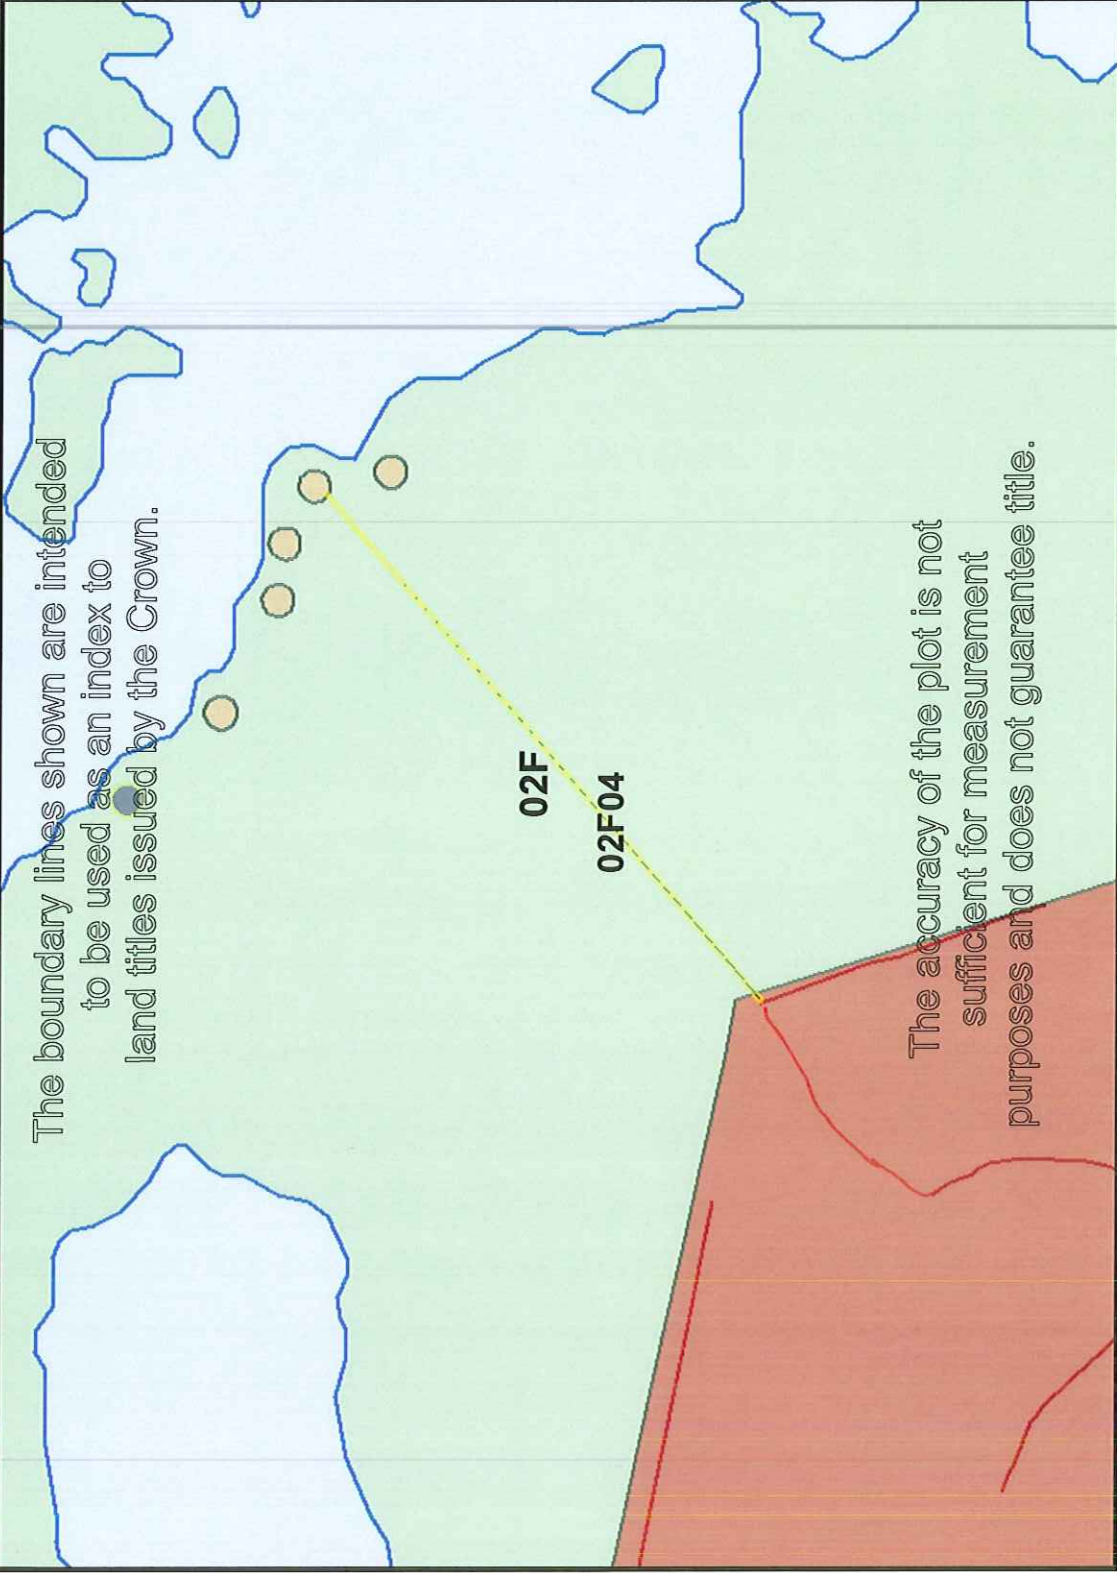 The boundary lines shown are intended
to be used as an index to
land titles issued by the Crown.
02F
02F04
The accuracy of the plot is not
sufficient for measurement
purposes and does not guarantee title.